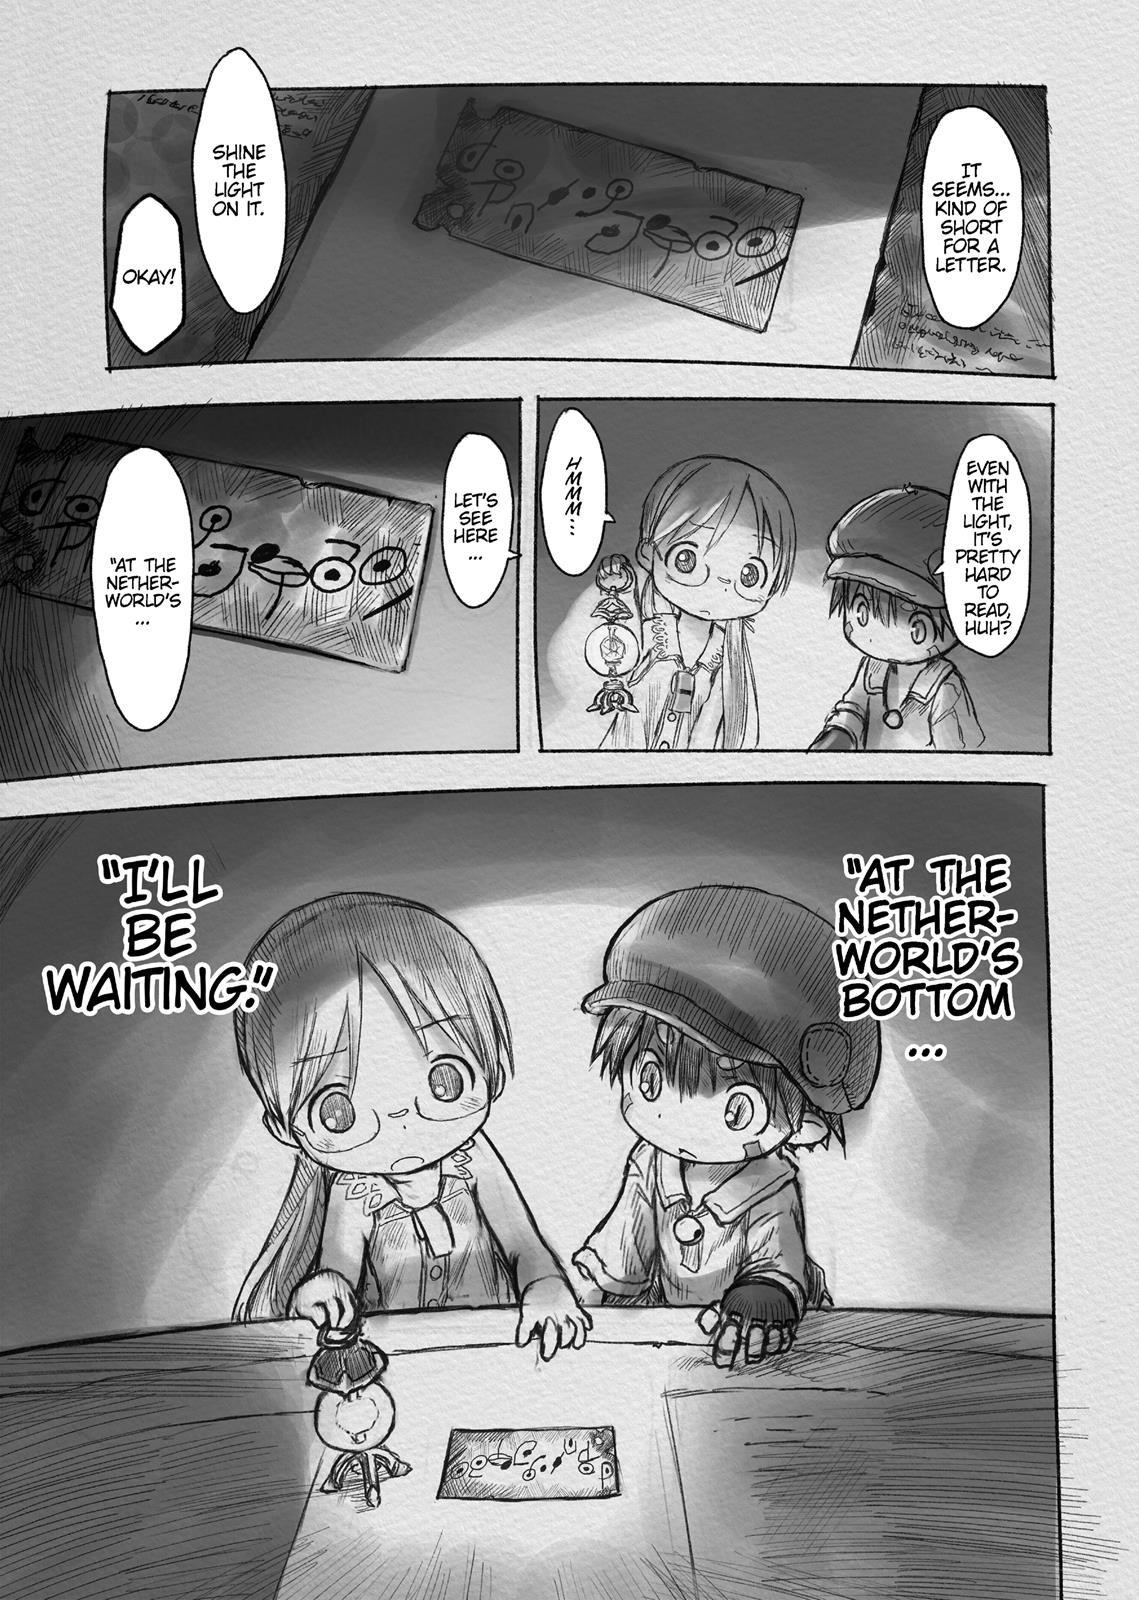 IT
SEEMS...
KIND OF
SHORT
FOR A
LETTER.
SHINE
THE
LIGHT
ON IT.
OKAY!
EVEN
WITH
THE
LIGHT,
IT'S
PRETTY
HARD
TO
READ,
HUH?
HMMM...
LET'S
SEE
HERE
...
"AT THE
NETHER-
WORLD'S
...
"AT THE
NETHER-
WORLD'S
BOTTOM
...
"I'LL
BE
WAITING."